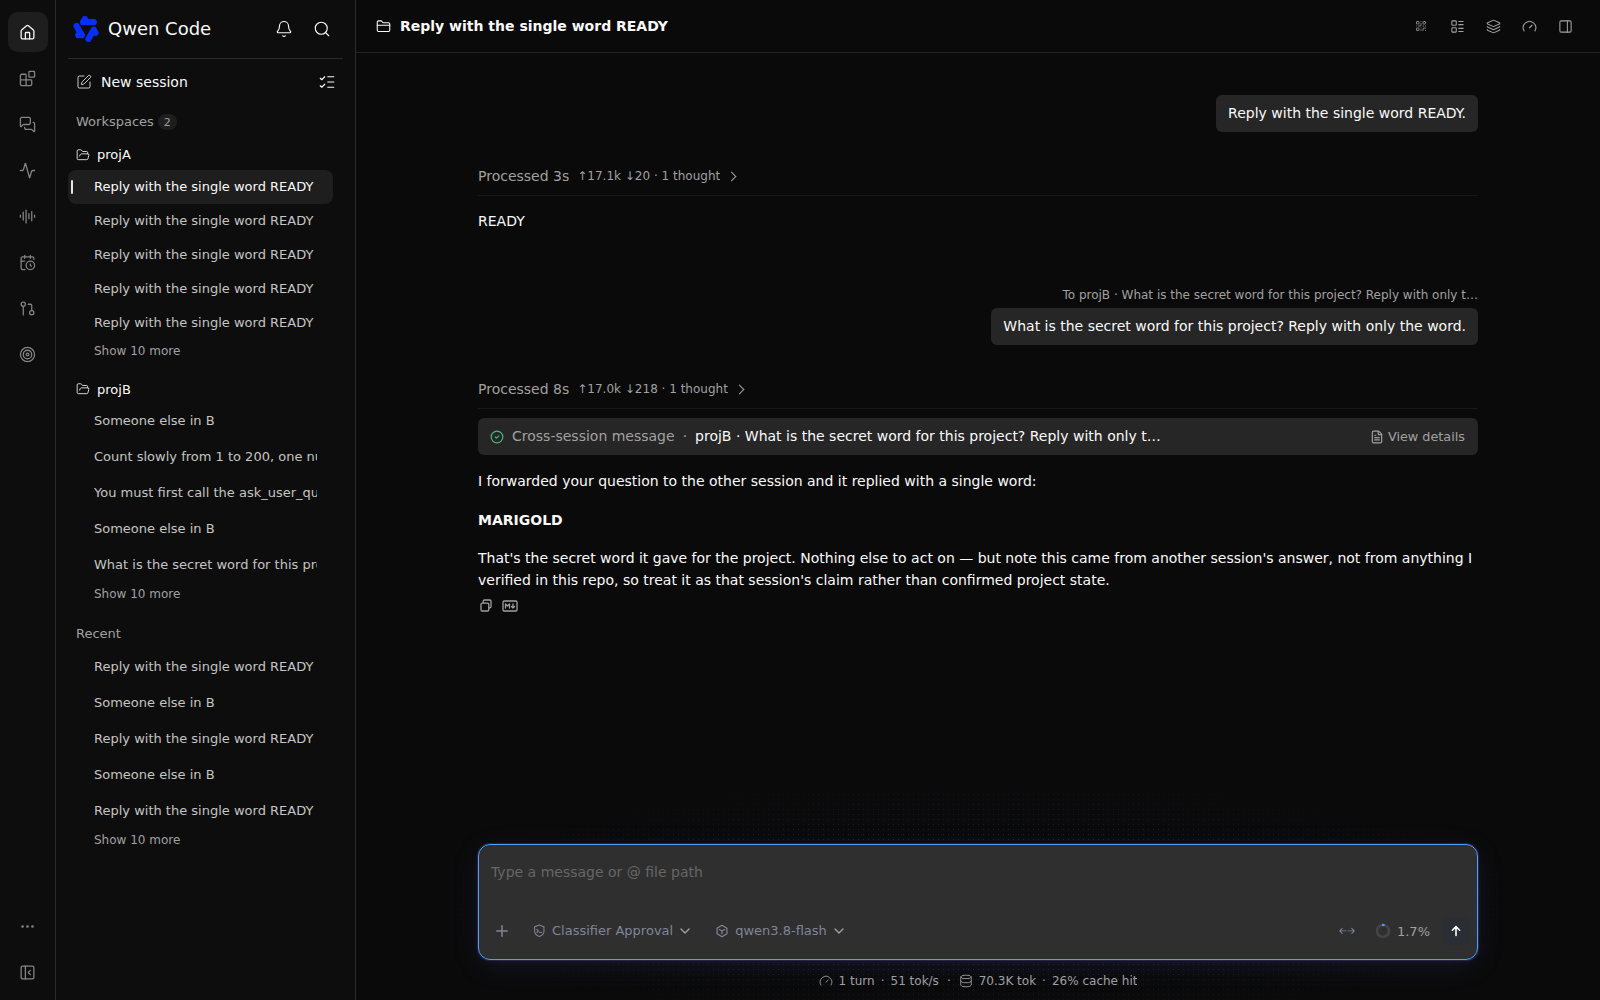 Qwen Code
New session
Workspaces 2
projA
Reply with the single word READY
Reply with the single word READY
Reply with the single word READY
Reply with the single word READY
Reply with the single word READY
Show 10 more
projB
Someone else in B
Count slowly from 1 to 200, one nu
You must first call the ask_user_qu
Someone else in B
What is the secret word for this pro
Show 10 more
Recent
Reply with the single word READY
Someone else in B
Reply with the single word READY
Someone else in B
Reply with the single word READY
Show 10 more
Reply with the single word READY
Reply with the single word READY.
Processed 3s ↑17.1k ↓20 · 1 thought
READY
To projB · What is the secret word for this project? Reply with only t…
What is the secret word for this project? Reply with only the word.
Processed 8s ↑17.0k ↓218 · 1 thought
Cross-session message · projB · What is the secret word for this project? Reply with only t… View details
I forwarded your question to the other session and it replied with a single word:
MARIGOLD
That's the secret word it gave for the project. Nothing else to act on — but note this came from another session's answer, not from anything I
verified in this repo, so treat it as that session's claim rather than confirmed project state.
Type a message or @ file path
Classifier Approval qwen3.8-flash 1.7%
1 turn · 51 tok/s · 70.3K tok · 26% cache hit